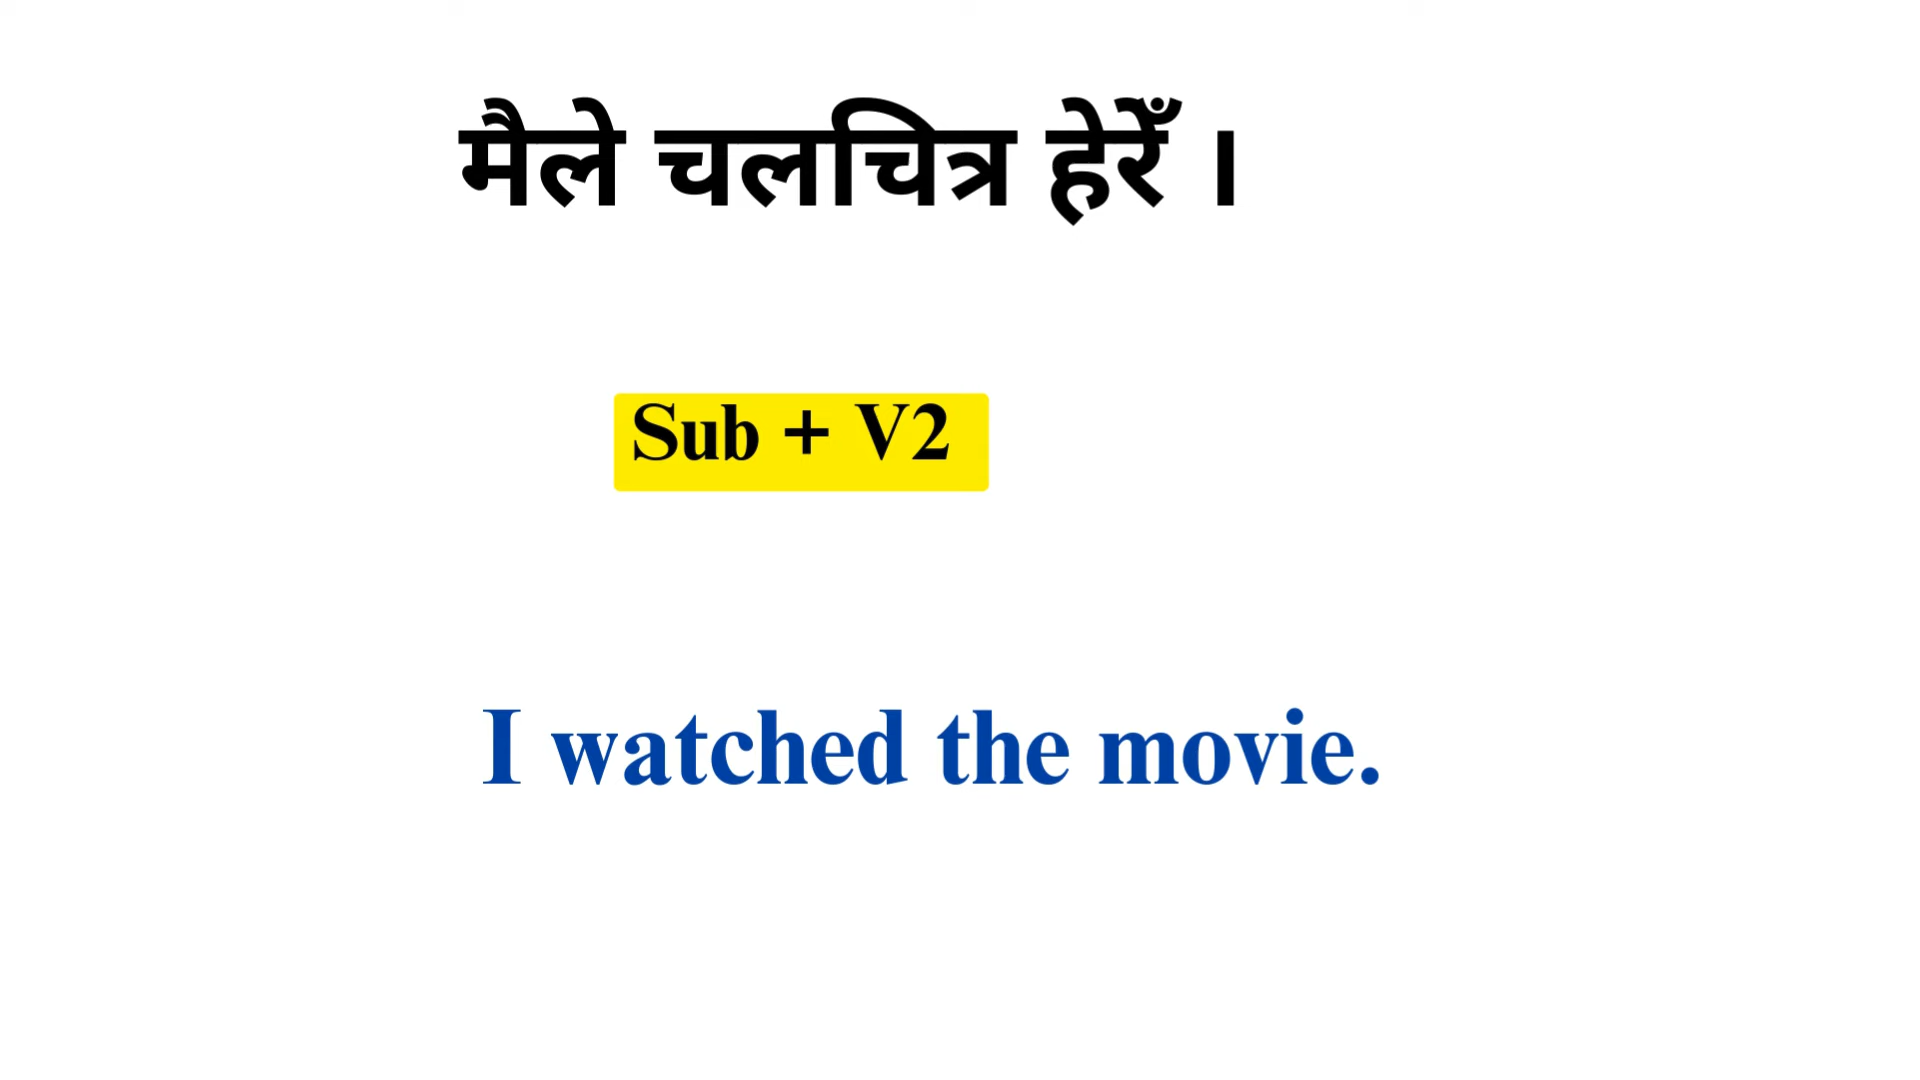 मैले चलचित्र हेरेँ ।
Sub + V2
I watched the movie.